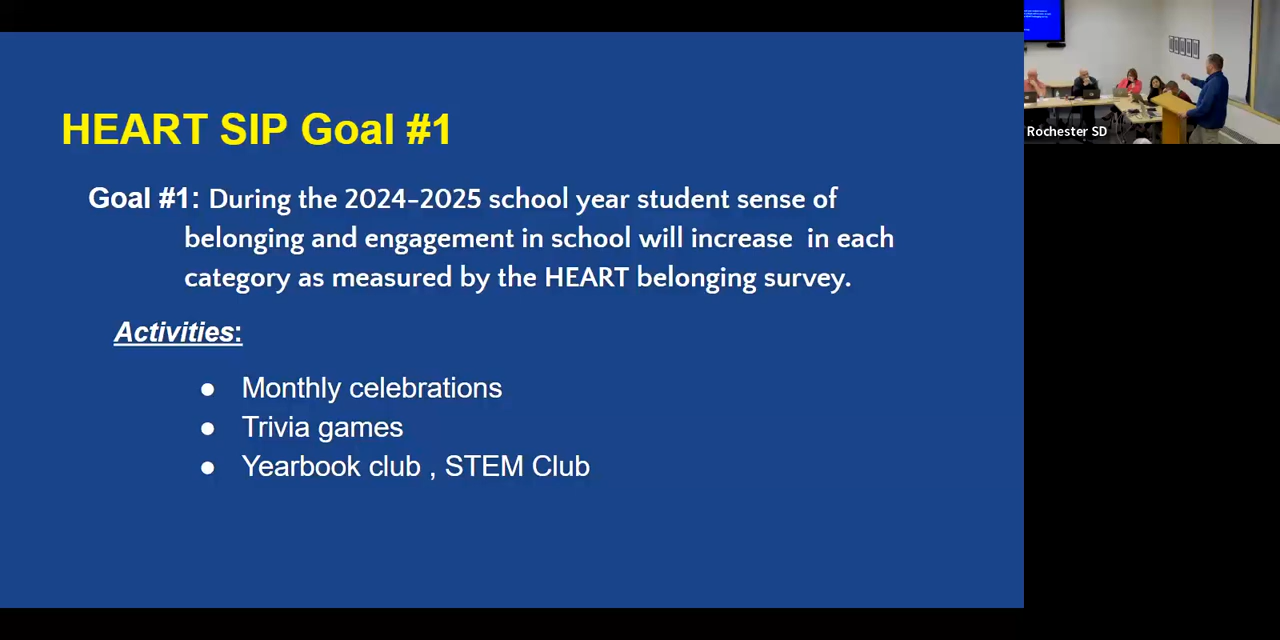 HEART SIP Goal #1
Goal #1: During the 2024-2025 school year student sense of
belonging and engagement in school will increase  in each
category as measured by the HEART belonging survey.
Activities:
● Monthly celebrations
● Trivia games
● Yearbook club , STEM Club
Rochester SD